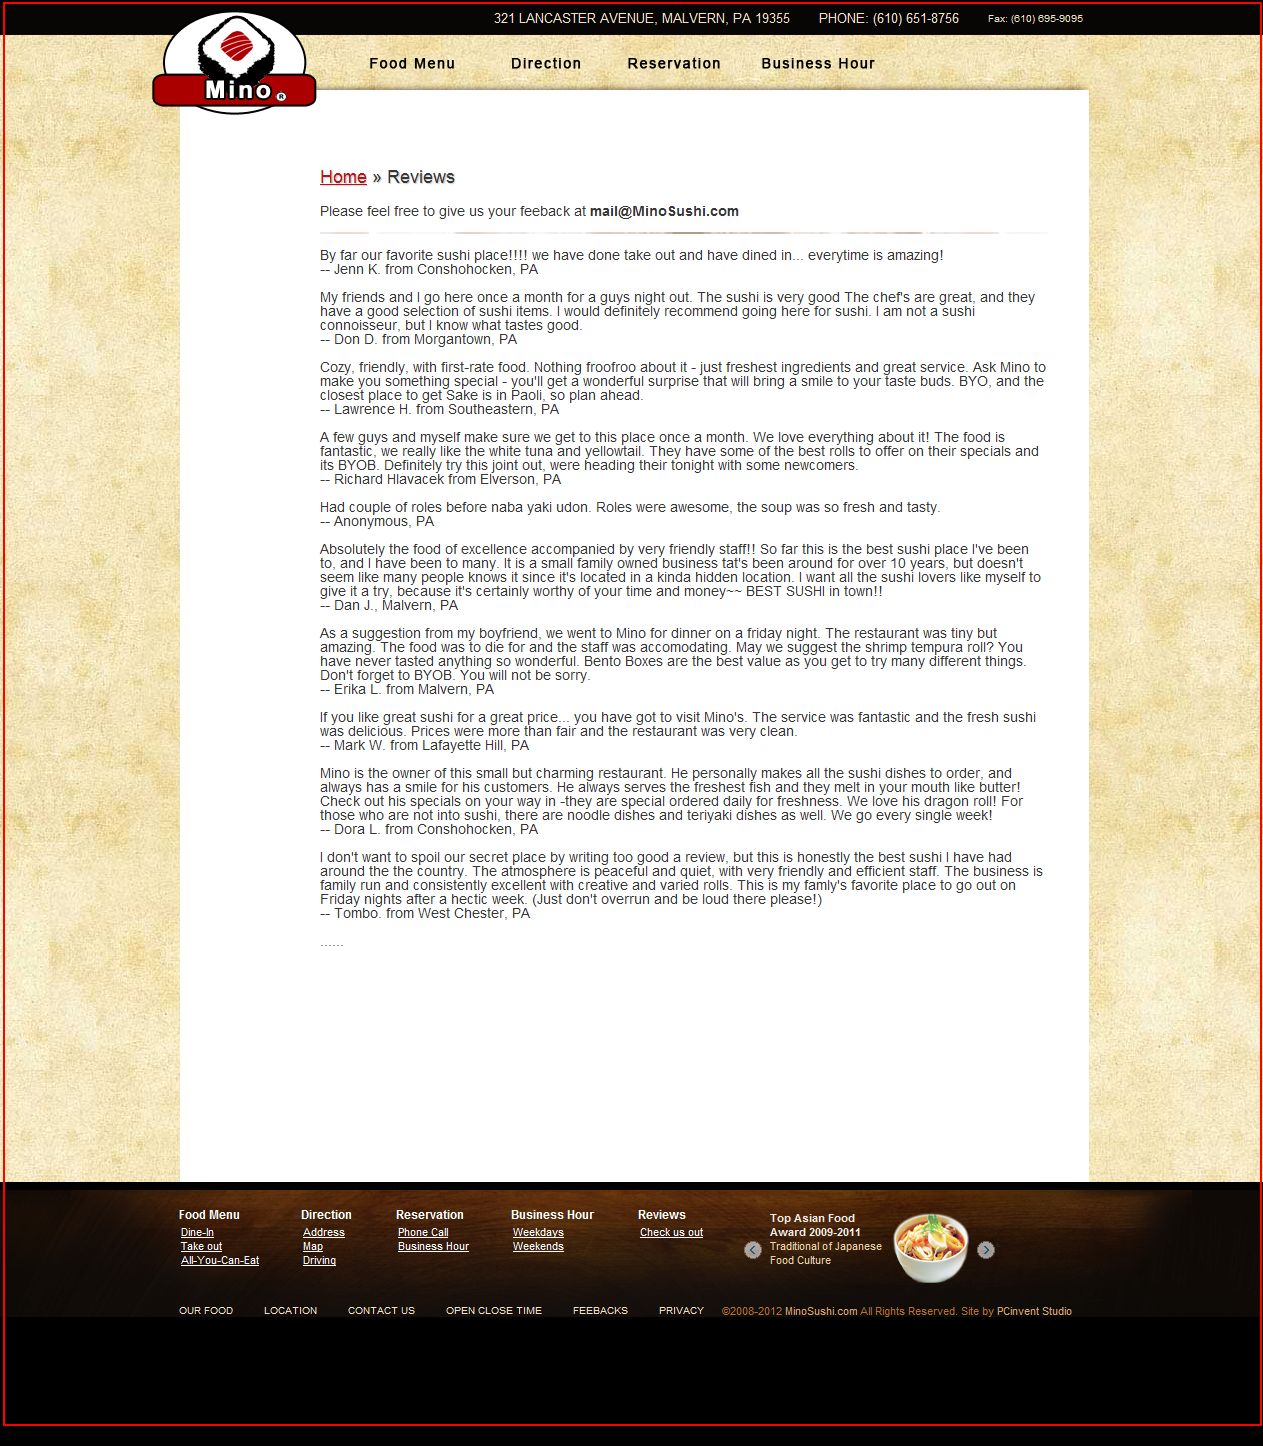 321 LANCASTER AVENUE, MALVERN, PA 19355 PHONE: (610) 651-8756 Fax: (610) 695-9095
Mino ®
Food Menu Direction Reservation Business Hour
Home » Reviews
Please feel free to give us your feeback at mail@MinoSushi.com
By far our favorite sushi place!!!! we have done take out and have dined in... everytime is amazing!
-- Jenn K. from Conshohocken, PA
My friends and I go here once a month for a guys night out. The sushi is very good The chef's are great, and they
have a good selection of sushi items. I would definitely recommend going here for sushi. I am not a sushi
connoisseur, but I know what tastes good.
-- Don D. from Morgantown, PA
Cozy, friendly, with first-rate food. Nothing froofroo about it - just freshest ingredients and great service. Ask Mino to
make you something special - you'll get a wonderful surprise that will bring a smile to your taste buds. BYO, and the
closest place to get Sake is in Paoli, so plan ahead.
-- Lawrence H. from Southeastern, PA
A few guys and myself make sure we get to this place once a month. We love everything about it! The food is
fantastic, we really like the white tuna and yellowtail. They have some of the best rolls to offer on their specials and
its BYOB. Definitely try this joint out, were heading their tonight with some newcomers.
-- Richard Hlavacek from Elverson, PA
Had couple of roles before naba yaki udon. Roles were awesome, the soup was so fresh and tasty.
-- Anonymous, PA
Absolutely the food of excellence accompanied by very friendly staff!! So far this is the best sushi place I've been
to, and I have been to many. It is a small family owned business tat's been around for over 10 years, but doesn't
seem like many people knows it since it's located in a kinda hidden location. I want all the sushi lovers like myself to
give it a try, because it's certainly worthy of your time and money~~ BEST SUSHI in town!!
-- Dan J., Malvern, PA
As a suggestion from my boyfriend, we went to Mino for dinner on a friday night. The restaurant was tiny but
amazing. The food was to die for and the staff was accomodating. May we suggest the shrimp tempura roll? You
have never tasted anything so wonderful. Bento Boxes are the best value as you get to try many different things.
Don't forget to BYOB. You will not be sorry.
-- Erika L. from Malvern, PA
If you like great sushi for a great price... you have got to visit Mino's. The service was fantastic and the fresh sushi
was delicious. Prices were more than fair and the restaurant was very clean.
-- Mark W. from Lafayette Hill, PA
Mino is the owner of this small but charming restaurant. He personally makes all the sushi dishes to order, and
always has a smile for his customers. He always serves the freshest fish and they melt in your mouth like butter!
Check out his specials on your way in -they are special ordered daily for freshness. We love his dragon roll! For
those who are not into sushi, there are noodle dishes and teriyaki dishes as well. We go every single week!
-- Dora L. from Conshohocken, PA
I don't want to spoil our secret place by writing too good a review, but this is honestly the best sushi I have had
around the the country. The atmosphere is peaceful and quiet, with very friendly and efficient staff. The business is
family run and consistently excellent with creative and varied rolls. This is my famly's favorite place to go out on
Friday nights after a hectic week. (Just don't overrun and be loud there please!)
-- Tombo. from West Chester, PA
......
Food Menu Direction Reservation Business Hour Reviews
Dine-In Address Phone Call Weekdays Check us out
Take out Map Business Hour Weekends
All-You-Can-Eat Driving
Top Asian Food
Award 2009-2011
Traditional of Japanese
Food Culture
OUR FOOD LOCATION CONTACT US OPEN CLOSE TIME FEEBACKS PRIVACY ©2008-2012 MinoSushi.com All Rights Reserved. Site by PCinvent Studio